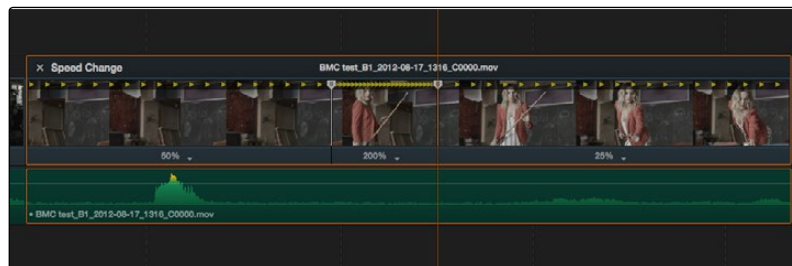 × Speed Change BMC test_B1_2012-08-17_1316_C0000.mov
50% 200% 25%
• BMC test_B1_2012-08-17_1316_C0000.mov